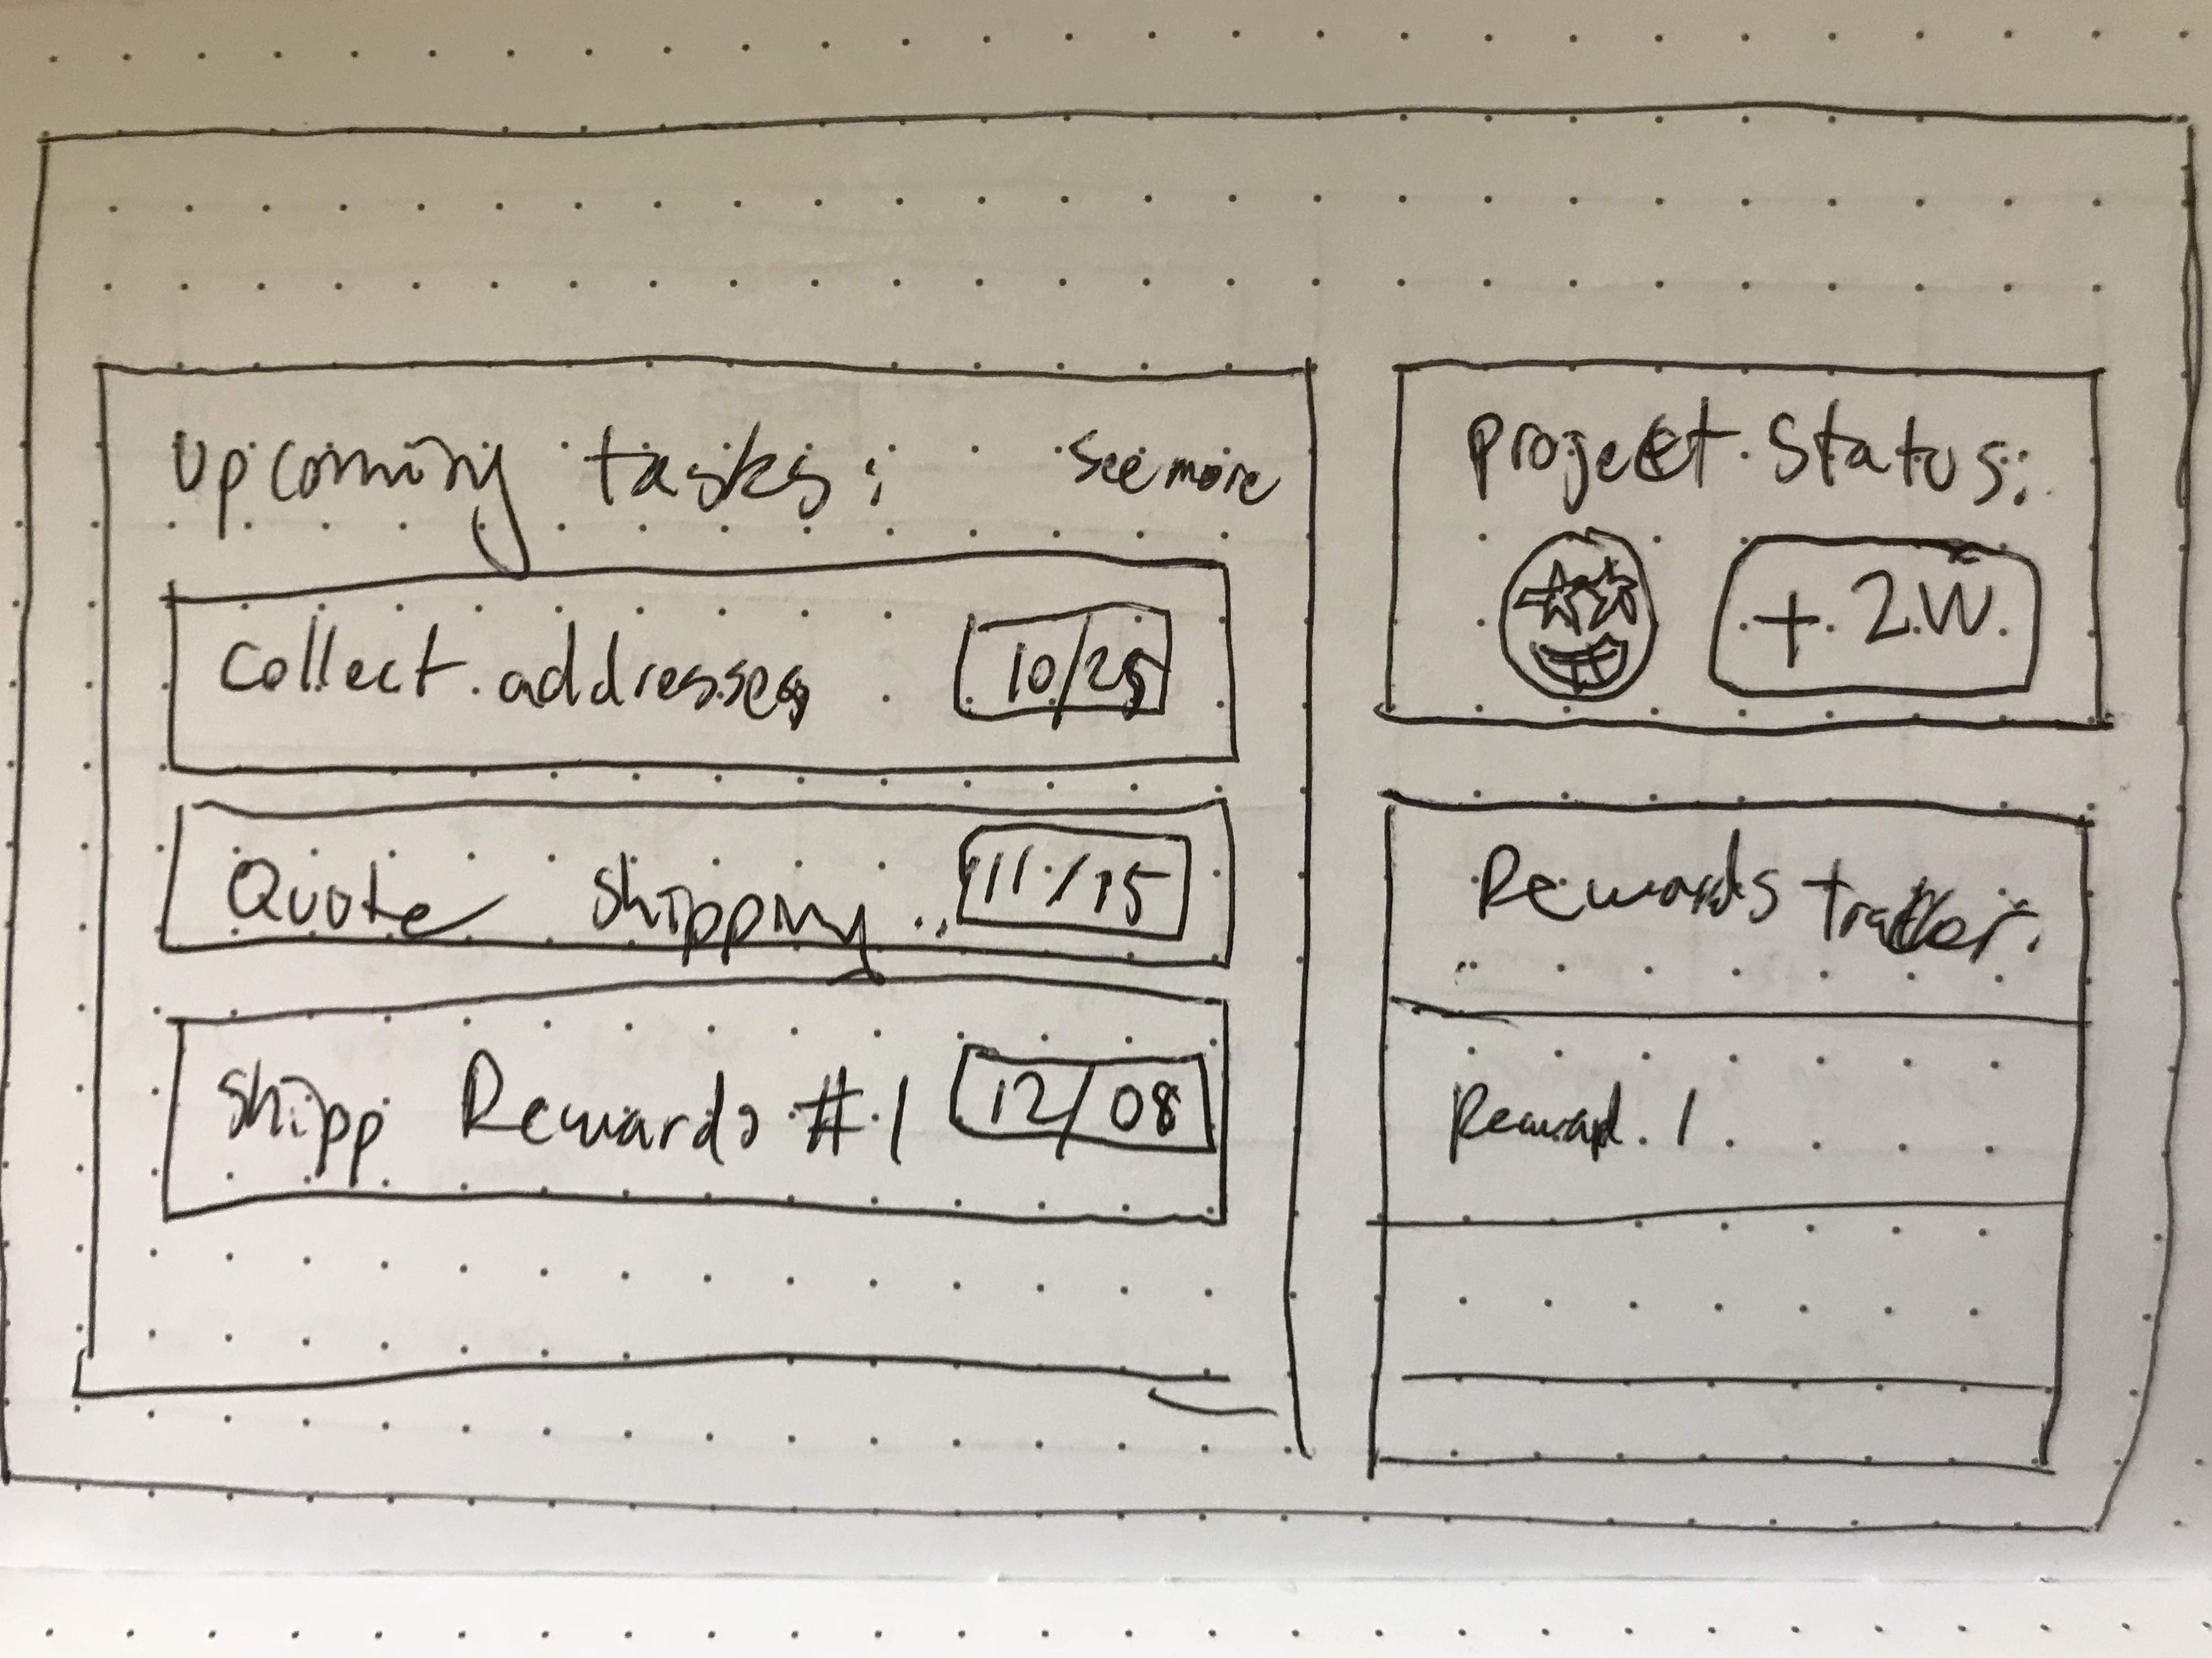 Upcoming tasks: see more
Collect addresses 10/25
Quote shipping 11/15
Shipp Rewards #1 12/08
Project Status:
+ 2 W
Rewards tracker
Reward 1